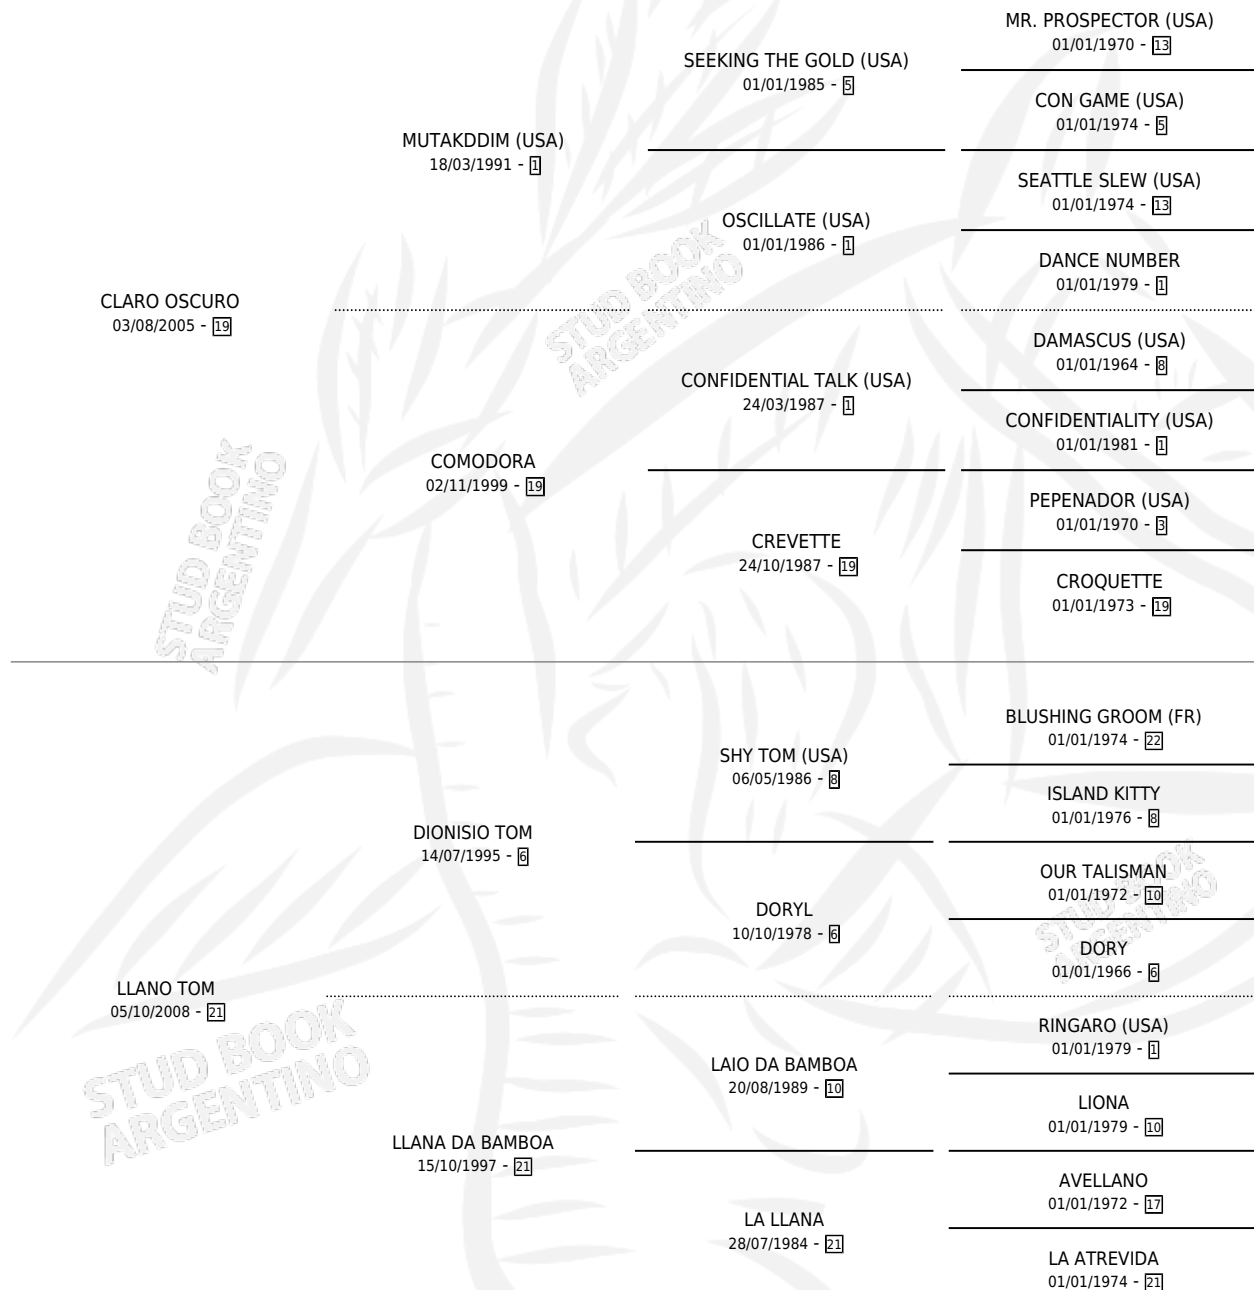 MR. PROSPECTOR (USA)
01/01/1970 - 13
SEEKING THE GOLD (USA)
01/01/1985 - 5
CON GAME (USA)
01/01/1974 - 5
MUTAKDDIM (USA)
18/03/1991 - 1
SEATTLE SLEW (USA)
01/01/1974 - 13
OSCILLATE (USA)
01/01/1986 - 1
DANCE NUMBER
01/01/1979 - 1
CLARO OSCURO
03/08/2005 - 19
DAMASCUS (USA)
01/01/1964 - 8
CONFIDENTIAL TALK (USA)
24/03/1987 - 1
CONFIDENTIALITY (USA)
01/01/1981 - 1
COMODORA
02/11/1999 - 19
PEPENADOR (USA)
01/01/1970 - 3
CREVETTE
24/10/1987 - 19
CROQUETTE
01/01/1973 - 19
BLUSHING GROOM (FR)
01/01/1974 - 22
SHY TOM (USA)
06/05/1986 - 8
ISLAND KITTY
01/01/1976 - 8
DIONISIO TOM
14/07/1995 - 6
OUR TALISMAN
01/01/1972 - 10
DORYL
10/10/1978 - 6
DORY
01/01/1966 - 6
LLANO TOM
05/10/2008 - 21
RINGARO (USA)
01/01/1979 - 1
LAIO DA BAMBOA
20/08/1989 - 10
LIONA
01/01/1979 - 10
LLANA DA BAMBOA
15/10/1997 - 21
AVELLANO
01/01/1972 - 17
LA LLANA
28/07/1984 - 21
LA ATREVIDA
01/01/1974 - 21
STUD BOOK
ARGENTINO
STUD BOOK
ARGENTINO
STUD BOOK
ARGENTINO
STUD BOOK
ARGENTINO